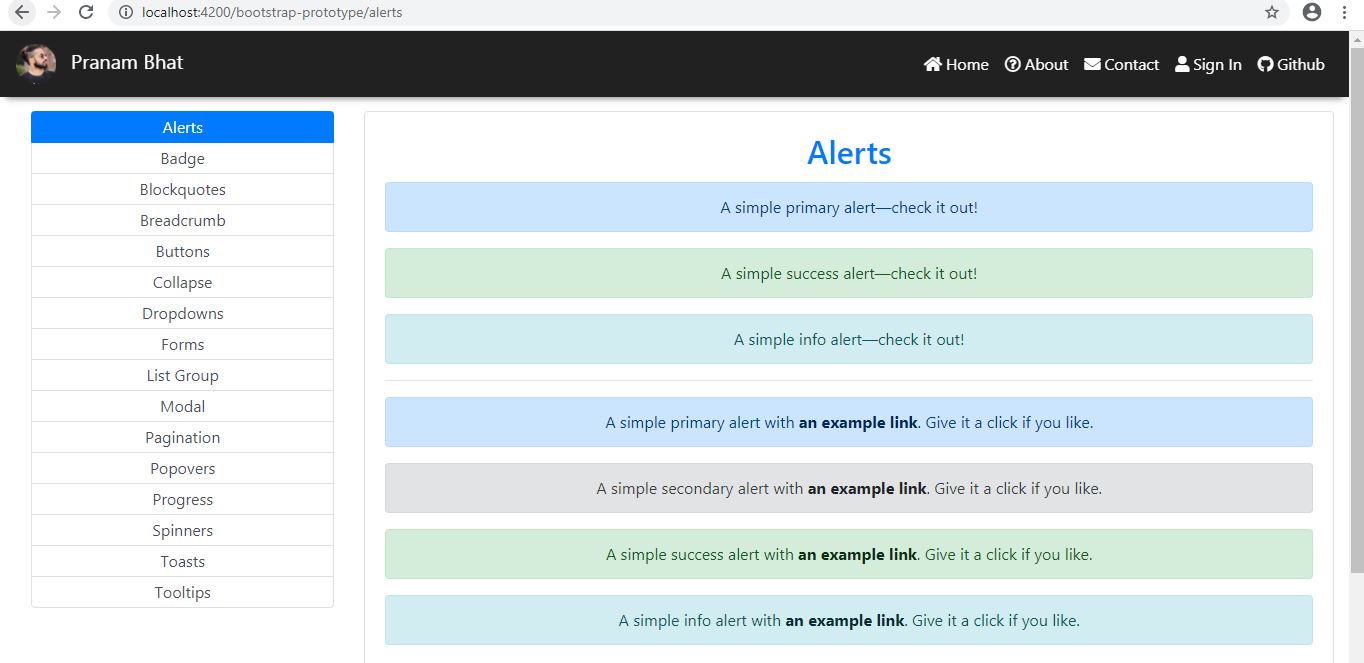 localhost:4200/bootstrap-prototype/alerts
Pranam Bhat
Home About Contact Sign In Github
Alerts
Badge
Blockquotes
Breadcrumb
Buttons
Collapse
Dropdowns
Forms
List Group
Modal
Pagination
Popovers
Progress
Spinners
Toasts
Tooltips
Alerts
A simple primary alert—check it out!
A simple success alert—check it out!
A simple info alert—check it out!
A simple primary alert with an example link. Give it a click if you like.
A simple secondary alert with an example link. Give it a click if you like.
A simple success alert with an example link. Give it a click if you like.
A simple info alert with an example link. Give it a click if you like.